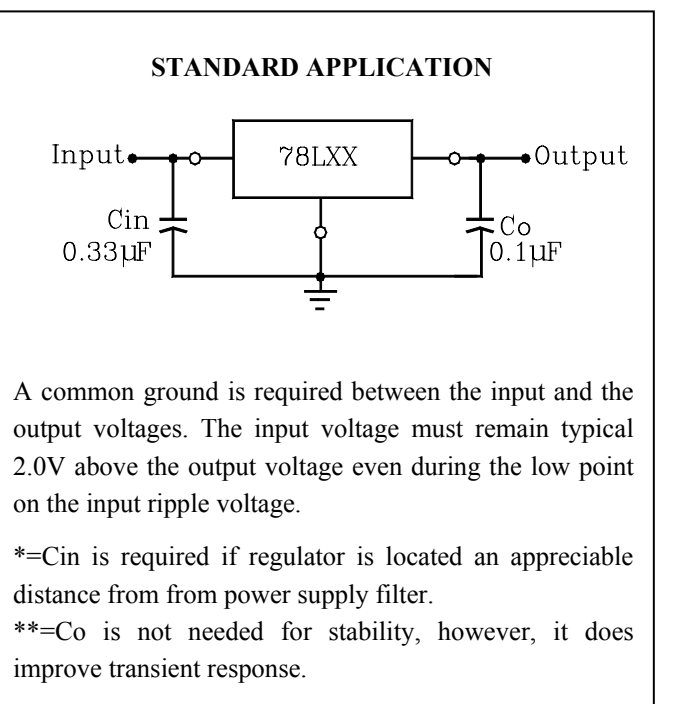 STANDARD APPLICATION
Input
78LXX
Output
Cin
0.33µF
Co
0.1µF
A common ground is required between the input and the
output voltages. The input voltage must remain typical
2.0V above the output voltage even during the low point
on the input ripple voltage.
*=Cin is required if regulator is located an appreciable
distance from from power supply filter.
**=Co is not needed for stability, however, it does
improve transient response.